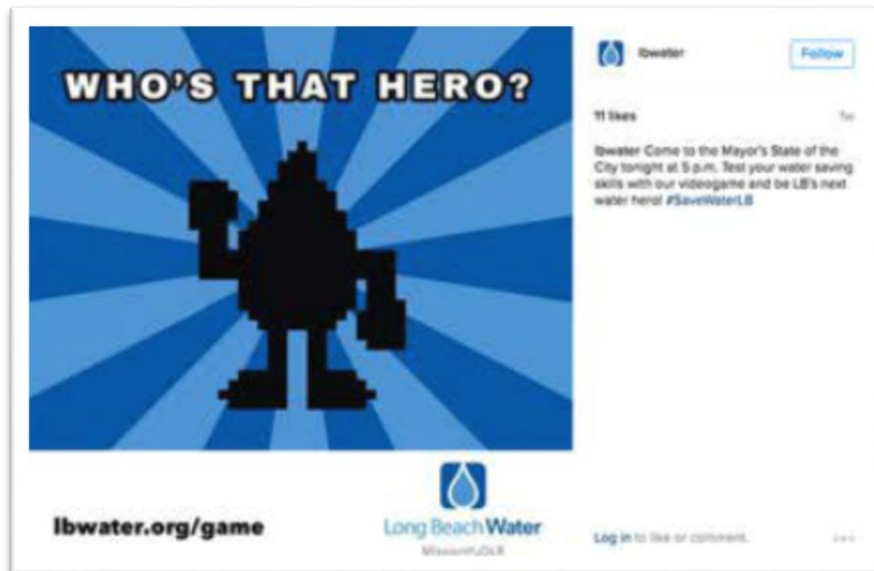 WHO'S THAT HERO?
lbwater.org/game
Long Beach Water
MissionH₂OLB
lbwater
Follow
11 likes
lbwater Come to the Mayor's State of the
City tonight at 5 p.m. Test your water saving
skills with our videogame and be LB's next
water hero! #SaveWaterLB
Log in to like or comment.